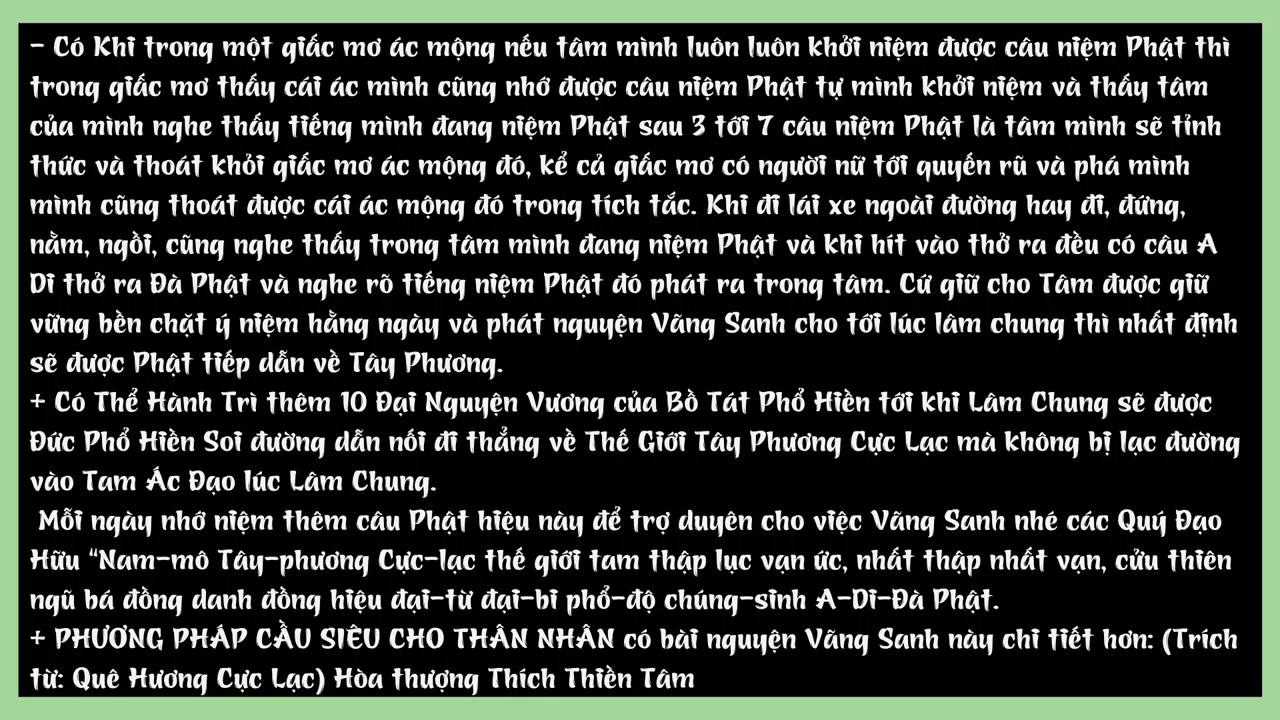 - Có Khi trong một giấc mơ ác mộng nếu tâm mình luôn luôn khởi niệm được câu niệm Phật thì
trong giấc mơ thấy cái ác mình cũng nhớ được câu niệm Phật tự mình khởi niệm và thấy tâm
của mình nghe thấy tiếng mình đang niệm Phật sau 3 tới 7 câu niệm Phật là tâm mình sẽ tỉnh
thức và thoát khỏi giấc mơ ác mộng đó, kể cả giấc mơ có người nữ tới quyến rũ và phá mình
mình cũng thoát được cái ác mộng đó trong tích tắc. Khi đi lái xe ngoài đường hay đi, đứng,
nằm, ngồi, cũng nghe thấy trong tâm mình đang niệm Phật và khi hít vào thở ra đều có câu A
Di thở ra Đà Phật và nghe rõ tiếng niệm Phật đó phát ra trong tâm. Cứ giữ cho Tâm được giữ
vững bền chặt ý niệm hằng ngày và phát nguyện Vãng Sanh cho tới lúc lâm chung thì nhất định
sẽ được Phật tiếp dẫn về Tây Phương.
+ Có Thể Hành Trì thêm 10 Đại Nguyện Vương của Bồ Tát Phổ Hiền tới khi Lâm Chung sẽ được
Đức Phổ Hiền Soi đường dẫn nối đi thẳng về Thế Giới Tây Phương Cực Lạc mà không bị lạc đường
vào Tam Ác Đạo lúc Lâm Chung.
Mỗi ngày nhớ niệm thêm câu Phật hiệu này để trợ duyên cho việc Vãng Sanh nhé các Quý Đạo
Hữu "Nam-mô Tây-phương Cực-lạc thế giới tam thập lục vạn ức, nhất thập nhất vạn, cửu thiên
ngũ bá đồng danh đồng hiệu đại-từ đại-bi phổ-độ chúng-sinh A-Di-Đà Phật.
+ PHƯƠNG PHÁP CẦU SIÊU CHO THÂN NHÂN có bài nguyện Vãng Sanh này chi tiết hơn: (Trích
từ: Quê Hương Cực Lạc) Hòa thượng Thích Thiền Tâm